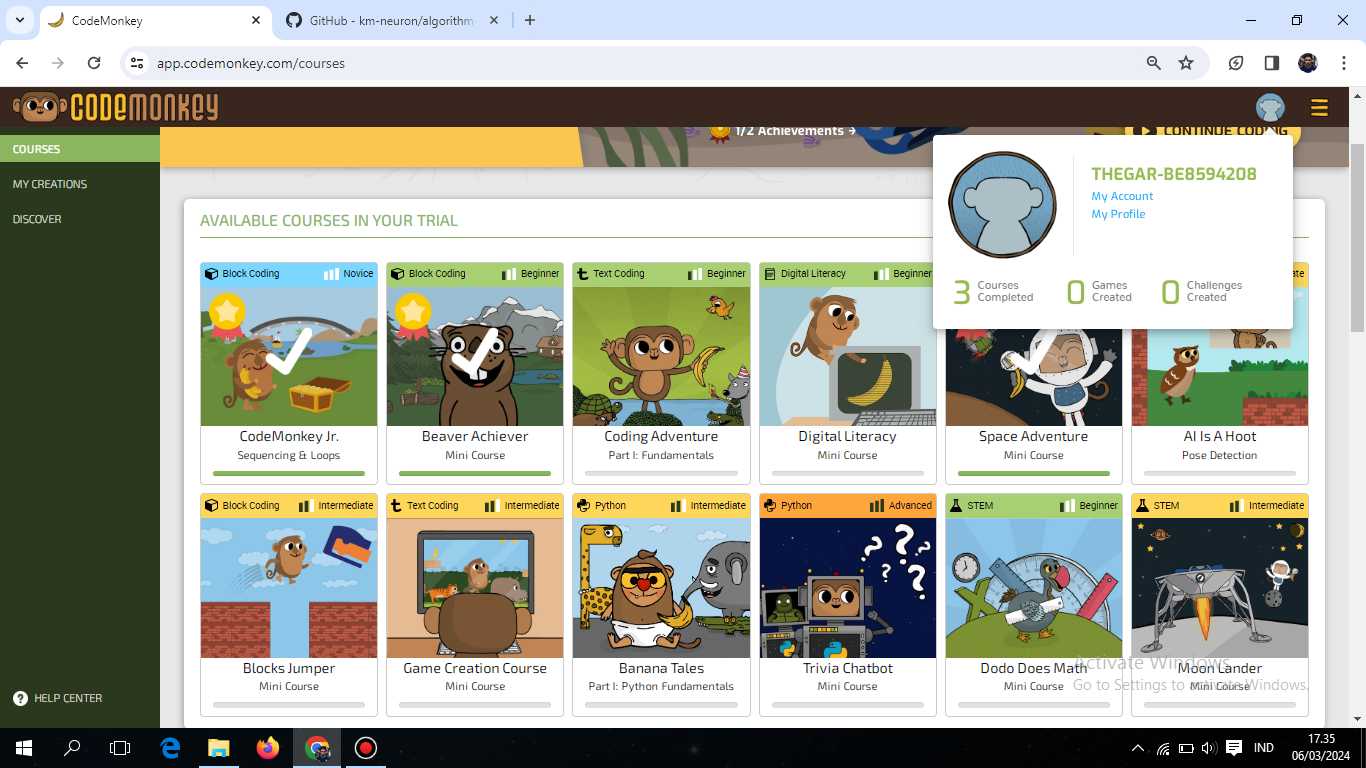 CodeMonkey
GitHub - km-neuron/algorithm-
app.codemonkey.com/courses
CODEMONKEY
COURSES
MY CREATIONS
DISCOVER
HELP CENTER
1/2 Achievements →
CONTINUE CODING
THEGAR-BE8594208
My Account
My Profile
3 Courses Completed
0 Games Created
0 Challenges Created
AVAILABLE COURSES IN YOUR TRIAL
Block Coding Novice
CodeMonkey Jr.
Sequencing & Loops
Block Coding Beginner
Beaver Achiever
Mini Course
Text Coding Beginner
Coding Adventure
Part I: Fundamentals
Digital Literacy Beginner
Digital Literacy
Mini Course
Space Adventure
Mini Course
ate
AI Is A Hoot
Pose Detection
Block Coding Intermediate
Blocks Jumper
Mini Course
Text Coding Intermediate
Game Creation Course
Mini Course
Python Intermediate
Banana Tales
Part I: Python Fundamentals
Python Advanced
? ? ? ?
Trivia Chatbot
Mini Course
STEM Beginner
Dodo Does Math
Mini Course
STEM Intermediate
Moon Lander
Mini Course
Activate Windows
Go to Settings to activate Windows.
IND
17.35
06/03/2024